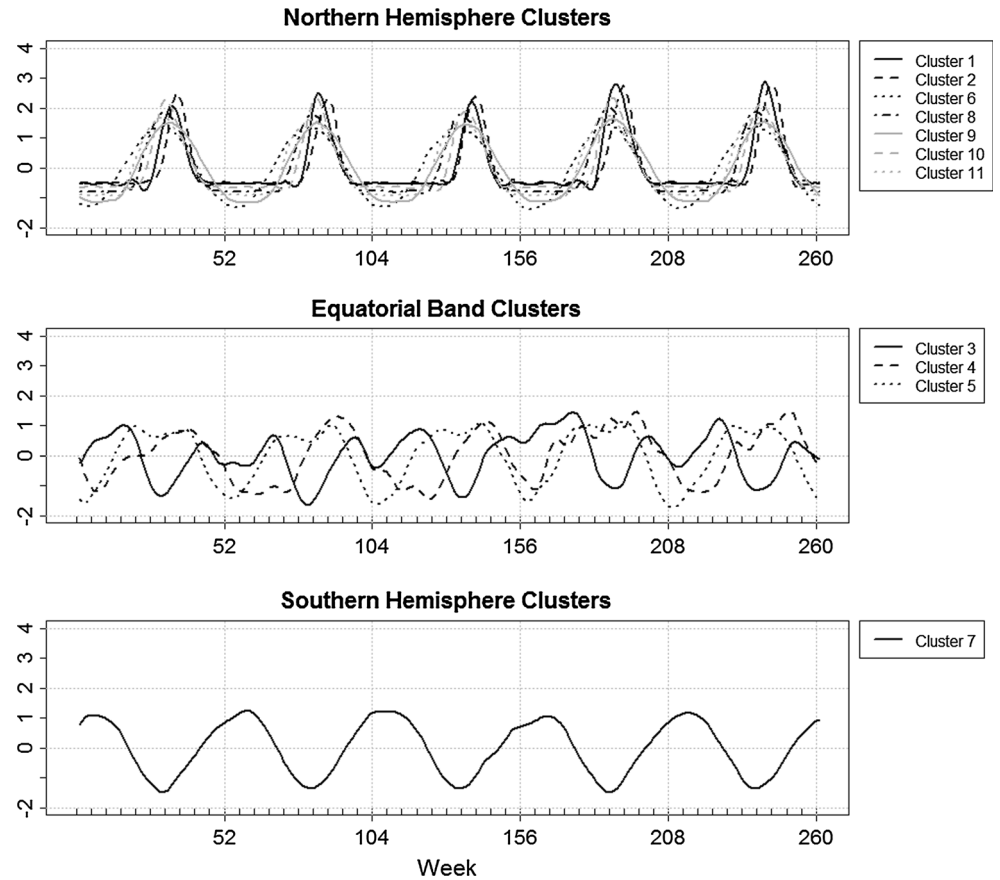 Northern Hemisphere Clusters
4
3
2
1
0
-2
52
104
156
208
260
Cluster 1
Cluster 2
Cluster 6
Cluster 8
Cluster 9
Cluster 10
Cluster 11
Equatorial Band Clusters
4
3
2
1
0
-2
52
104
156
208
260
Cluster 3
Cluster 4
Cluster 5
Southern Hemisphere Clusters
4
3
2
1
0
-2
52
104
156
208
260
Week
Cluster 7